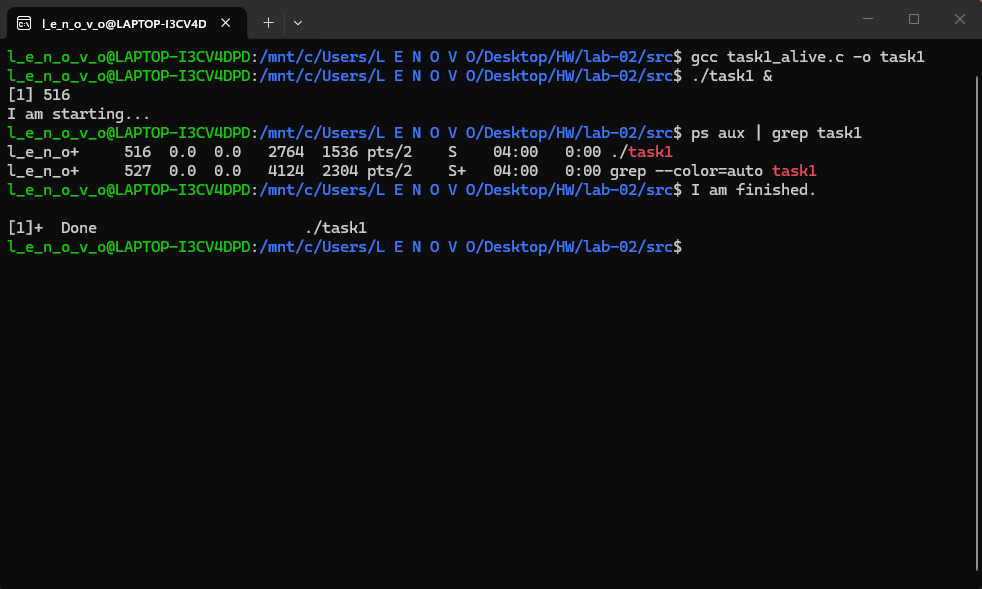 l_e_n_o_v_o@LAPTOP-I3CV4D
l_e_n_o_v_o@LAPTOP-I3CV4DPD:/mnt/c/Users/L E N O V O/Desktop/HW/lab-02/src$ gcc task1_alive.c -o task1
l_e_n_o_v_o@LAPTOP-I3CV4DPD:/mnt/c/Users/L E N O V O/Desktop/HW/lab-02/src$ ./task1 &
[1] 516
I am starting...
l_e_n_o_v_o@LAPTOP-I3CV4DPD:/mnt/c/Users/L E N O V O/Desktop/HW/lab-02/src$ ps aux | grep task1
l_e_n_o+     516  0.0  0.0   2764  1536 pts/2    S    04:00   0:00 ./task1
l_e_n_o+     527  0.0  0.0   4124  2304 pts/2    S+   04:00   0:00 grep --color=auto task1
l_e_n_o_v_o@LAPTOP-I3CV4DPD:/mnt/c/Users/L E N O V O/Desktop/HW/lab-02/src$ I am finished.
[1]+  Done                       ./task1
l_e_n_o_v_o@LAPTOP-I3CV4DPD:/mnt/c/Users/L E N O V O/Desktop/HW/lab-02/src$